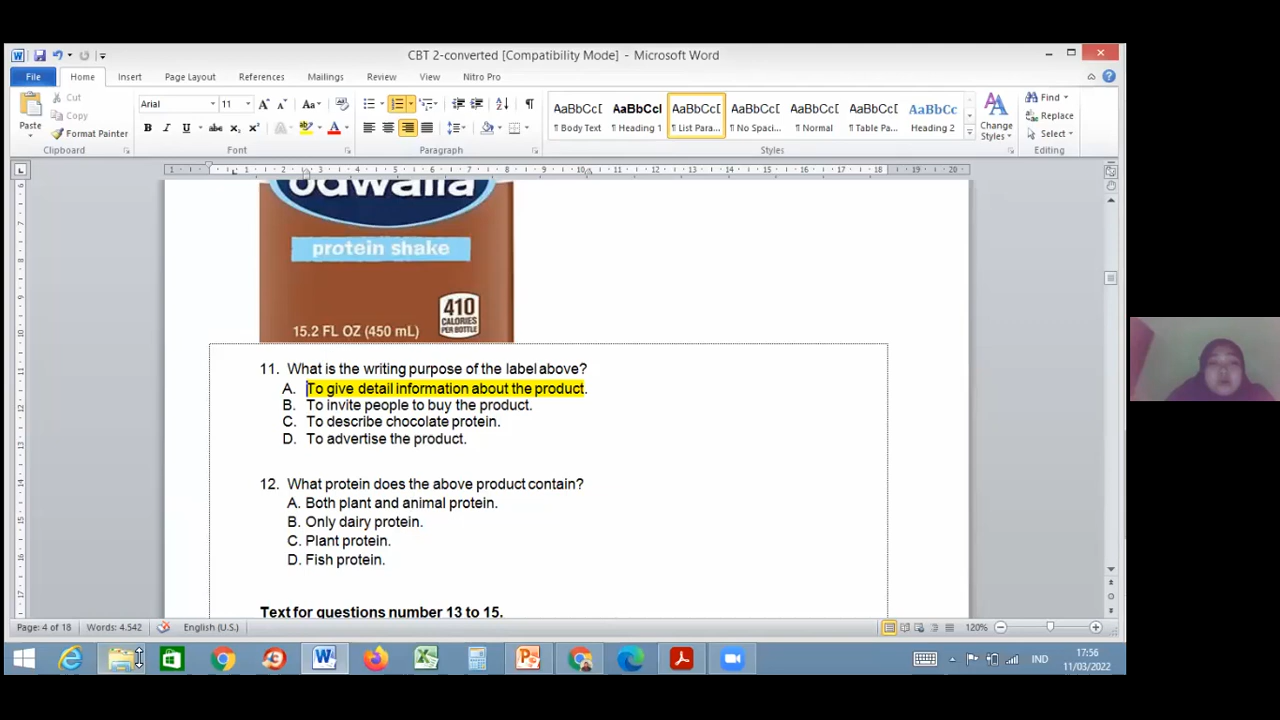 CBT 2-converted [Compatibility Mode] - Microsoft Word
File Home Insert Page Layout References Mailings Review View Nitro Pro
Paste
Cut
Copy
Format Painter
Clipboard
Arial 11
Font
Paragraph
AaBbCc[ AaBbCcI AaBbCc[ AaBbCc[ AaBbCc[ AaBbCc[ AaBbCc
¶ Body Text ¶ Heading 1 ¶ List Para... ¶ No Spaci... ¶ Normal ¶ Table Pa... Heading 2
Styles
Change
Styles
Find
Replace
Select
Editing
odwalla
protein shake
410
CALORIES
PER BOTTLE
15.2 FL OZ (450 mL)
11. What is the writing purpose of the label above?
A. To give detail information about the product.
B. To invite people to buy the product.
C. To describe chocolate protein.
D. To advertise the product.
12. What protein does the above product contain?
A. Both plant and animal protein.
B. Only dairy protein.
C. Plant protein.
D. Fish protein.
Text for questions number 13 to 15.
Page: 4 of 18 Words: 4.542 English (U.S.) 120%
IND
17:56
11/03/2022